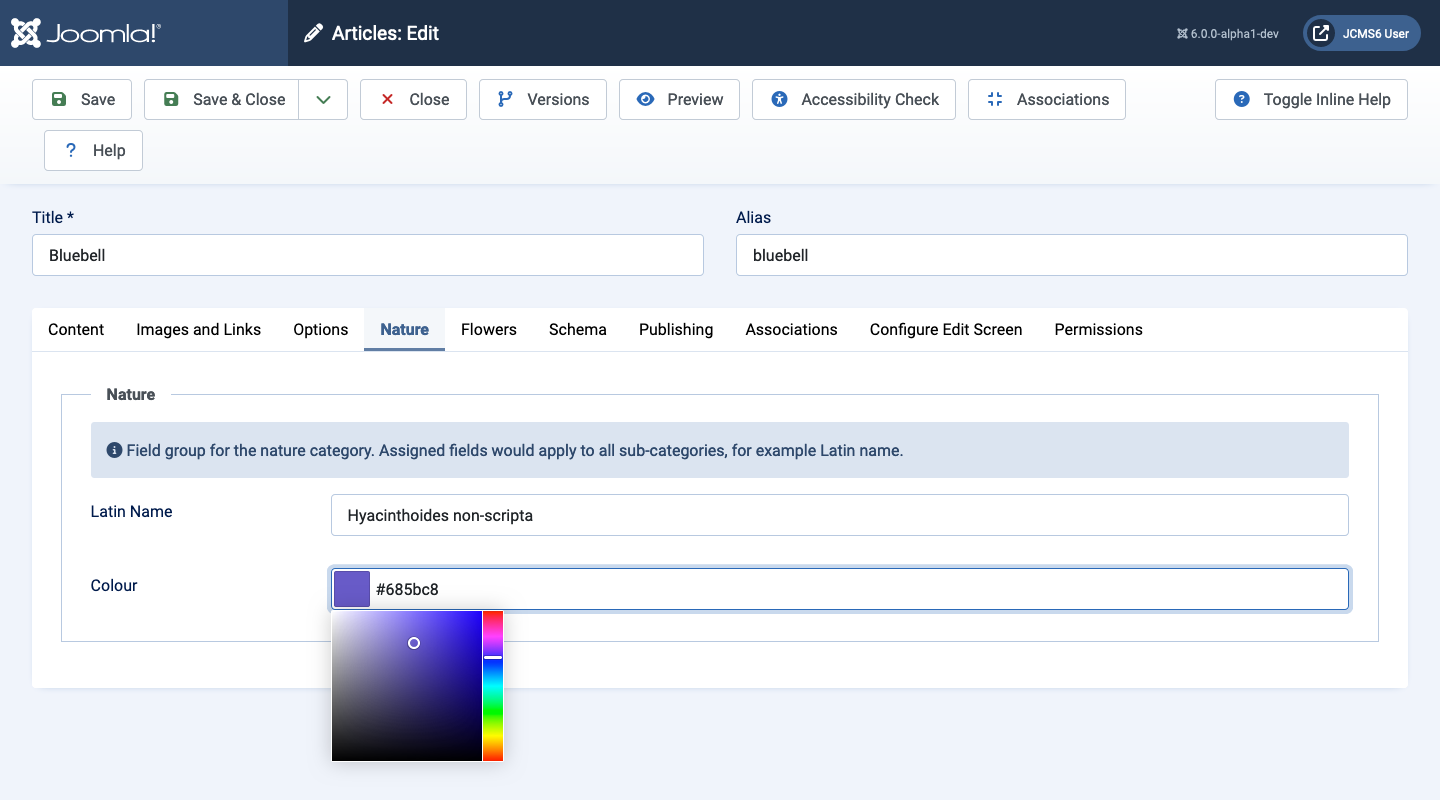 Joomla!® Articles: Edit 6.0.0-alpha1-dev JCMS6 User
Save Save & Close Close Versions Preview Accessibility Check Associations Toggle Inline Help
? Help
Title * Alias
Bluebell bluebell
Content Images and Links Options Nature Flowers Schema Publishing Associations Configure Edit Screen Permissions
Nature
Field group for the nature category. Assigned fields would apply to all sub-categories, for example Latin name.
Latin Name Hyacinthoides non-scripta
Colour #685bc8